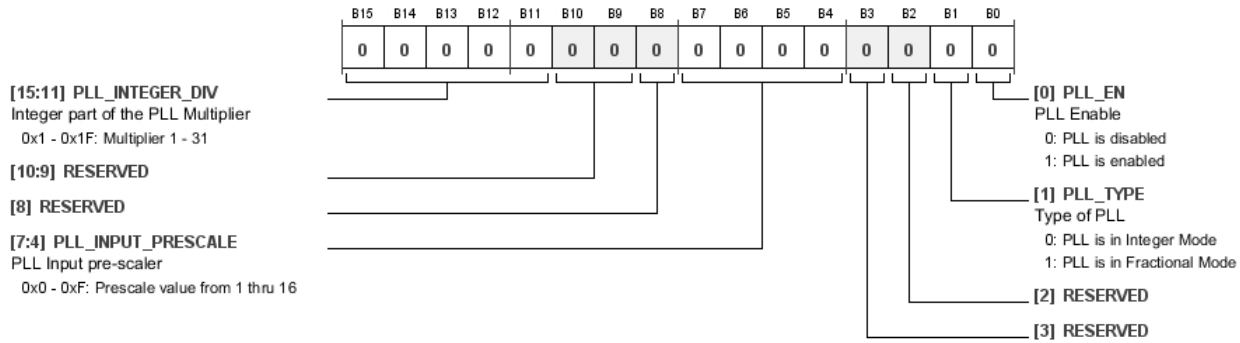 B15 B14 B13 B12 B11 B10 B9 B8 B7 B6 B5 B4 B3 B2 B1 B0
0 0 0 0 0 0 0 0 0 0 0 0 0 0 0 0
[15:11] PLL_INTEGER_DIV
Integer part of the PLL Multiplier
0x1 - 0x1F: Multiplier 1 - 31
[10:9] RESERVED
[8] RESERVED
[7:4] PLL_INPUT_PRESCALE
PLL Input pre-scaler
0x0 - 0xF: Prescale value from 1 thru 16
[0] PLL_EN
PLL Enable
0: PLL is disabled
1: PLL is enabled
[1] PLL_TYPE
Type of PLL
0: PLL is in Integer Mode
1: PLL is in Fractional Mode
[2] RESERVED
[3] RESERVED